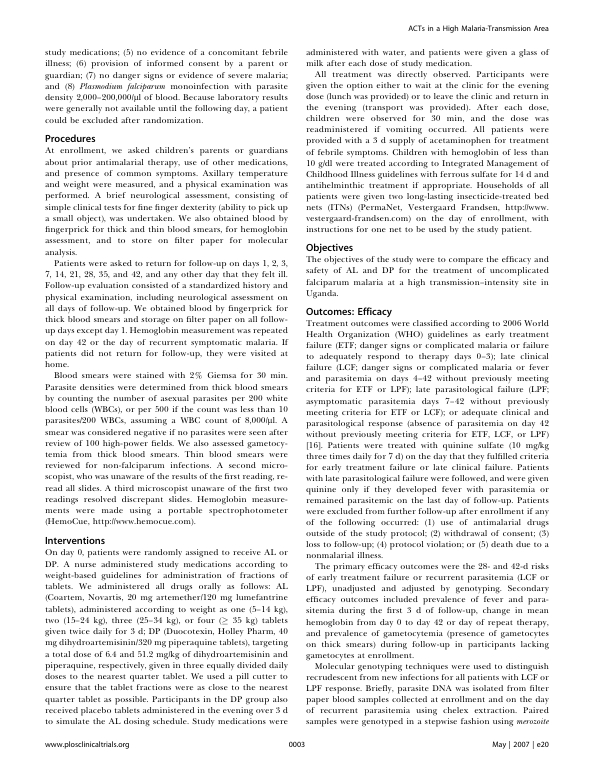 ACTs in a High Malaria-Transmission Area
study medications; (5) no evidence of a concomitant febrile
illness; (6) provision of informed consent by a parent or
guardian; (7) no danger signs or evidence of severe malaria;
and (8) Plasmodium falciparum monoinfection with parasite
density 2,000–200,000/μl of blood. Because laboratory results
were generally not available until the following day, a patient
could be excluded after randomization.
Procedures
At enrollment, we asked children's parents or guardians
about prior antimalarial therapy, use of other medications,
and presence of common symptoms. Axillary temperature
and weight were measured, and a physical examination was
performed. A brief neurological assessment, consisting of
simple clinical tests for fine finger dexterity (ability to pick up
a small object), was undertaken. We also obtained blood by
fingerprick for thick and thin blood smears, for hemoglobin
assessment, and to store on filter paper for molecular
analysis.
Patients were asked to return for follow-up on days 1, 2, 3,
7, 14, 21, 28, 35, and 42, and any other day that they felt ill.
Follow-up evaluation consisted of a standardized history and
physical examination, including neurological assessment on
all days of follow-up. We obtained blood by fingerprick for
thick blood smears and storage on filter paper on all follow-
up days except day 1. Hemoglobin measurement was repeated
on day 42 or the day of recurrent symptomatic malaria. If
patients did not return for follow-up, they were visited at
home.
Blood smears were stained with 2% Giemsa for 30 min.
Parasite densities were determined from thick blood smears
by counting the number of asexual parasites per 200 white
blood cells (WBCs), or per 500 if the count was less than 10
parasites/200 WBCs, assuming a WBC count of 8,000/μl. A
smear was considered negative if no parasites were seen after
review of 100 high-power fields. We also assessed gametocy-
temia from thick blood smears. Thin blood smears were
reviewed for non-falciparum infections. A second micro-
scopist, who was unaware of the results of the first reading, re-
read all slides. A third microscopist unaware of the first two
readings resolved discrepant slides. Hemoglobin measure-
ments were made using a portable spectrophotometer
(HemoCue, http://www.hemocue.com).
Interventions
On day 0, patients were randomly assigned to receive AL or
DP. A nurse administered study medications according to
weight-based guidelines for administration of fractions of
tablets. We administered all drugs orally as follows: AL
(Coartem, Novartis, 20 mg artemether/120 mg lumefantrine
tablets), administered according to weight as one (5–14 kg),
two (15–24 kg), three (25–34 kg), or four (≥ 35 kg) tablets
given twice daily for 3 d; DP (Duocotexin, Holley Pharm, 40
mg dihydroartemisinin/320 mg piperaquine tablets), targeting
a total dose of 6.4 and 51.2 mg/kg of dihydroartemisinin and
piperaquine, respectively, given in three equally divided daily
doses to the nearest quarter tablet. We used a pill cutter to
ensure that the tablet fractions were as close to the nearest
quarter tablet as possible. Participants in the DP group also
received placebo tablets administered in the evening over 3 d
to simulate the AL dosing schedule. Study medications were
administered with water, and patients were given a glass of
milk after each dose of study medication.
All treatment was directly observed. Participants were
given the option either to wait at the clinic for the evening
dose (lunch was provided) or to leave the clinic and return in
the evening (transport was provided). After each dose,
children were observed for 30 min, and the dose was
readministered if vomiting occurred. All patients were
provided with a 3 d supply of acetaminophen for treatment
of febrile symptoms. Children with hemoglobin of less than
10 g/dl were treated according to Integrated Management of
Childhood Illness guidelines with ferrous sulfate for 14 d and
antihelminthic treatment if appropriate. Households of all
patients were given two long-lasting insecticide-treated bed
nets (ITNs) (PermaNet, Vestergaard Frandsen, http://www.
vestergaard-frandsen.com) on the day of enrollment, with
instructions for one net to be used by the study patient.
Objectives
The objectives of the study were to compare the efficacy and
safety of AL and DP for the treatment of uncomplicated
falciparum malaria at a high transmission–intensity site in
Uganda.
Outcomes: Efficacy
Treatment outcomes were classified according to 2006 World
Health Organization (WHO) guidelines as early treatment
failure (ETF; danger signs or complicated malaria or failure
to adequately respond to therapy days 0–3); late clinical
failure (LCF; danger signs or complicated malaria or fever
and parasitemia on days 4–42 without previously meeting
criteria for ETF or LPF); late parasitological failure (LPF;
asymptomatic parasitemia days 7–42 without previously
meeting criteria for ETF or LCF); or adequate clinical and
parasitological response (absence of parasitemia on day 42
without previously meeting criteria for ETF, LCF, or LPF)
[16]. Patients were treated with quinine sulfate (10 mg/kg
three times daily for 7 d) on the day that they fulfilled criteria
for early treatment failure or late clinical failure. Patients
with late parasitological failure were followed, and were given
quinine only if they developed fever with parasitemia or
remained parasitemic on the last day of follow-up. Patients
were excluded from further follow-up after enrollment if any
of the following occurred: (1) use of antimalarial drugs
outside of the study protocol; (2) withdrawal of consent; (3)
loss to follow-up; (4) protocol violation; or (5) death due to a
nonmalarial illness.
The primary efficacy outcomes were the 28- and 42-d risks
of early treatment failure or recurrent parasitemia (LCF or
LPF), unadjusted and adjusted by genotyping. Secondary
efficacy outcomes included prevalence of fever and para-
sitemia during the first 3 d of follow-up, change in mean
hemoglobin from day 0 to day 42 or day of repeat therapy,
and prevalence of gametocytemia (presence of gametocytes
on thick smears) during follow-up in participants lacking
gametocytes at enrollment.
Molecular genotyping techniques were used to distinguish
recrudescent from new infections for all patients with LCF or
LPF response. Briefly, parasite DNA was isolated from filter
paper blood samples collected at enrollment and on the day
of recurrent parasitemia using chelex extraction. Paired
samples were genotyped in a stepwise fashion using merozoite
www.plosclinicaltrials.org
0003
May | 2007 | e20